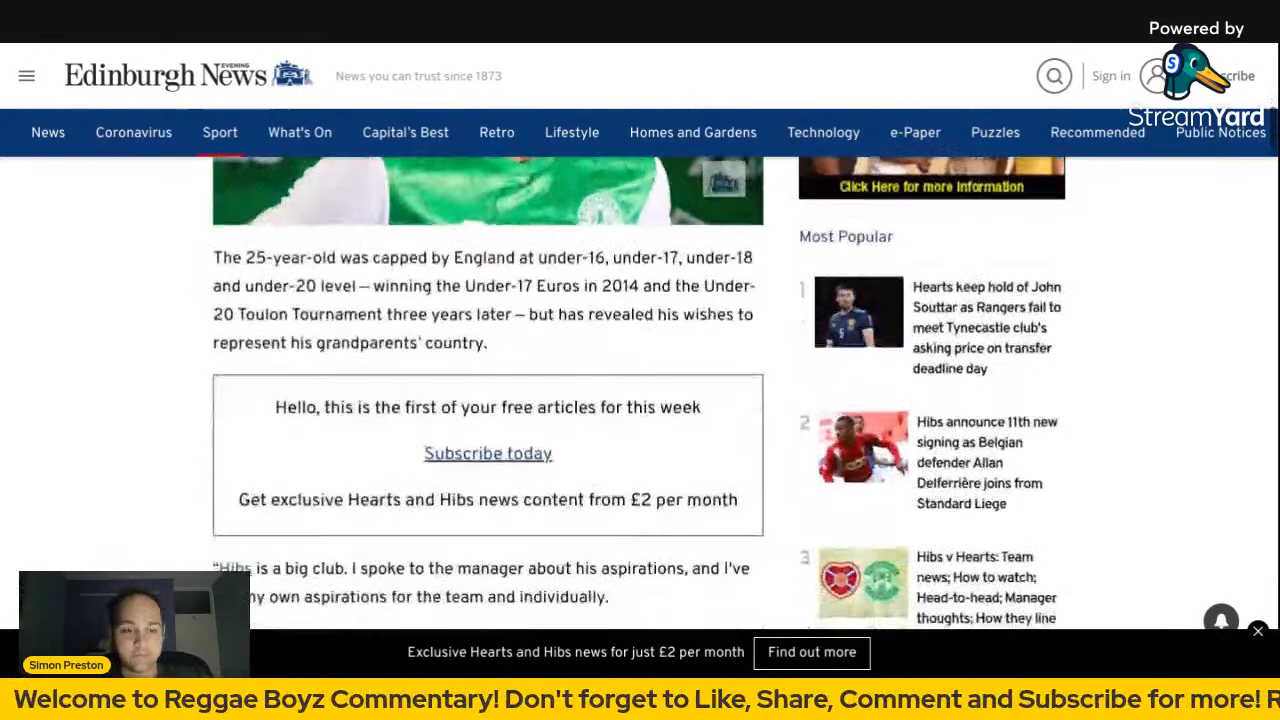 Powered by
StreamYard
Edinburgh News
EVENING
News you can trust since 1873
Sign in
News Coronavirus Sport What's On Capital's Best Retro Lifestyle Homes and Gardens Technology e-Paper Puzzles Recommended Public Notices
Click Here for more Information
The 25-year-old was capped by England at under-16, under-17, under-18
and under-20 level – winning the Under-17 Euros in 2014 and the Under-
20 Toulon Tournament three years later – but has revealed his wishes to
represent his grandparents' country.
Hello, this is the first of your free articles for this week
Subscribe today
Get exclusive Hearts and Hibs news content from £2 per month
"Hibs is a big club. I spoke to the manager about his aspirations, and I've
my own aspirations for the team and individually.
Most Popular
1
Hearts keep hold of John
Souttar as Rangers fail to
meet Tynecastle club's
asking price on transfer
deadline day
2
Hibs announce 11th new
signing as Belgian
defender Allan
Delferrière joins from
Standard Liege
3
Hibs v Hearts: Team
news; How to watch;
Head-to-head; Manager
thoughts; How they line
Exclusive Hearts and Hibs news for just £2 per month
Find out more
Simon Preston
Welcome to Reggae Boyz Commentary! Don't forget to Like, Share, Comment and Subscribe for more! R